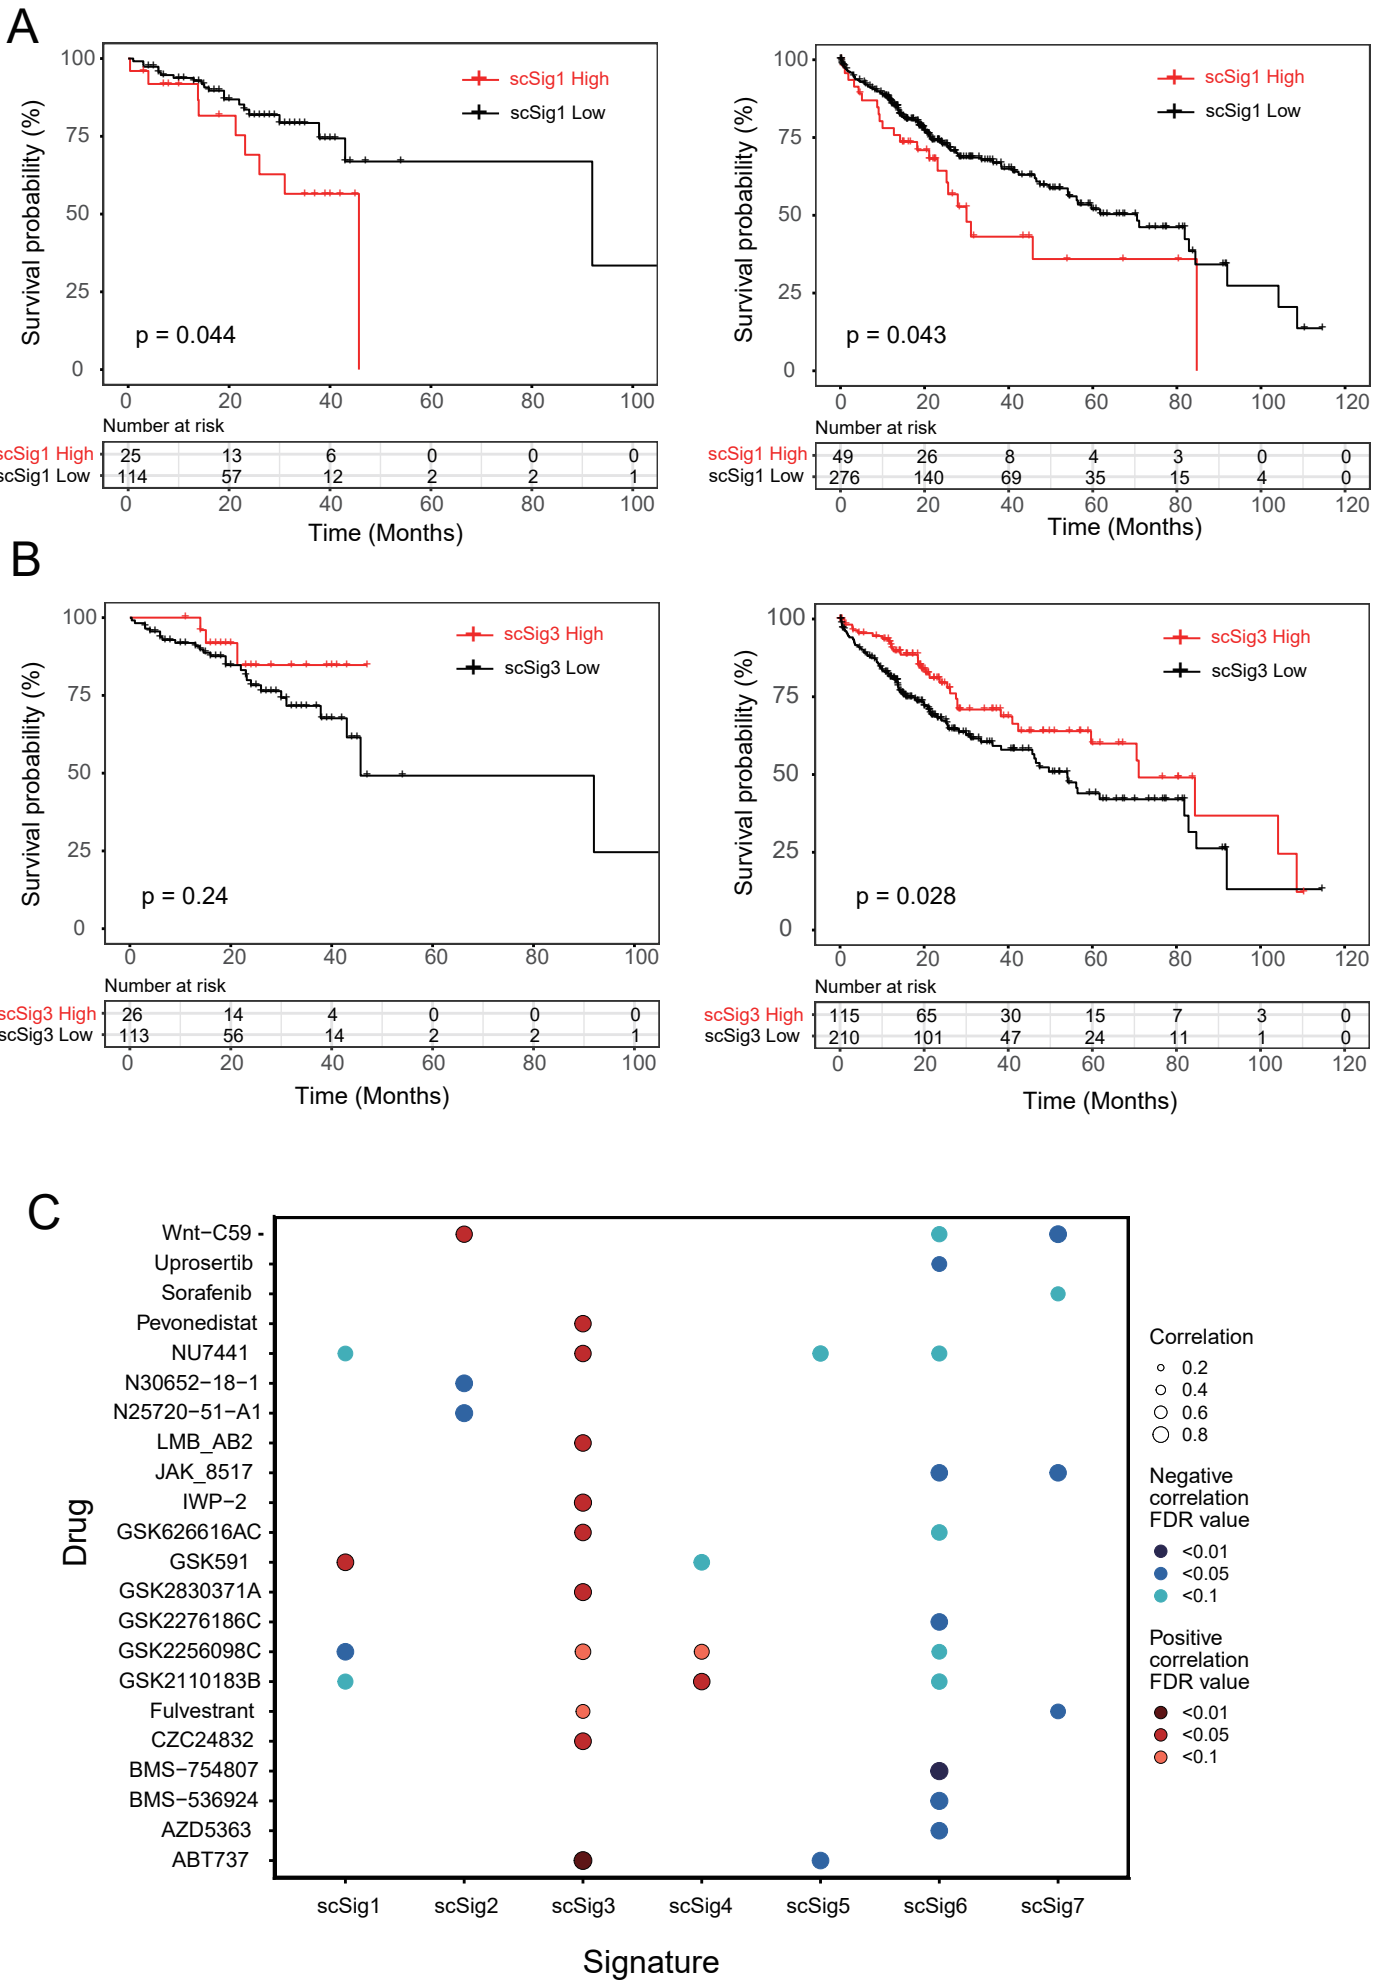 A
Survival probability (%)
100
75
50
25
0
scSig1 High
scSig1 Low
p = 0.044
0 20 40 60 80 100
Number at risk
scSig1 High 25 13 6 0 0 0
scSig1 Low 114 57 12 2 2 1
0 20 40 60 80 100
Time (Months)
Survival probability (%)
100
75
50
25
0
scSig1 High
scSig1 Low
p = 0.043
0 20 40 60 80 100 120
Number at risk
scSig1 High 49 26 8 4 3 0 0
scSig1 Low 276 140 69 35 15 4 0
0 20 40 60 80 100 120
Time (Months)
B
Survival probability (%)
100
75
50
25
0
scSig3 High
scSig3 Low
p = 0.24
0 20 40 60 80 100
Number at risk
scSig3 High 26 14 4 0 0 0
scSig3 Low 113 56 14 2 2 1
0 20 40 60 80 100
Time (Months)
Survival probability (%)
100
75
50
25
0
scSig3 High
scSig3 Low
p = 0.028
0 20 40 60 80 100 120
Number at risk
scSig3 High 115 65 30 15 7 3 0
scSig3 Low 210 101 47 24 11 1 0
0 20 40 60 80 100 120
Time (Months)
C
Drug
Wnt−C59
Uprosertib
Sorafenib
Pevonedistat
NU7441
N30652−18−1
N25720−51−A1
LMB_AB2
JAK_8517
IWP−2
GSK626616AC
GSK591
GSK2830371A
GSK2276186C
GSK2256098C
GSK2110183B
Fulvestrant
CZC24832
BMS−754807
BMS−536924
AZD5363
ABT737
scSig1 scSig2 scSig3 scSig4 scSig5 scSig6 scSig7
Signature
Correlation
0.2
0.4
0.6
0.8
Negative
correlation
FDR value
<0.01
<0.05
<0.1
Positive
correlation
FDR value
<0.01
<0.05
<0.1